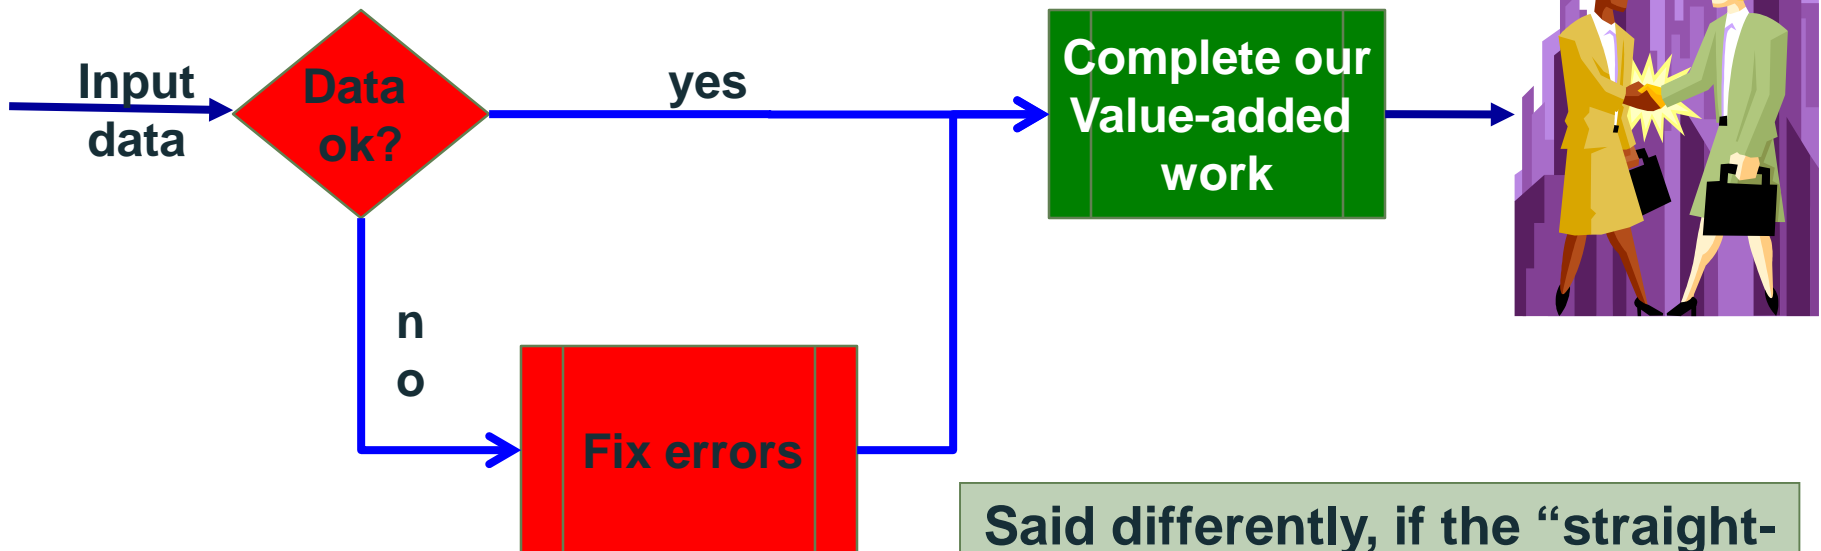 Input
data
Data
ok?
yes
Complete our
Value-added
work
n
o
Fix errors
Said differently, if the “straight-